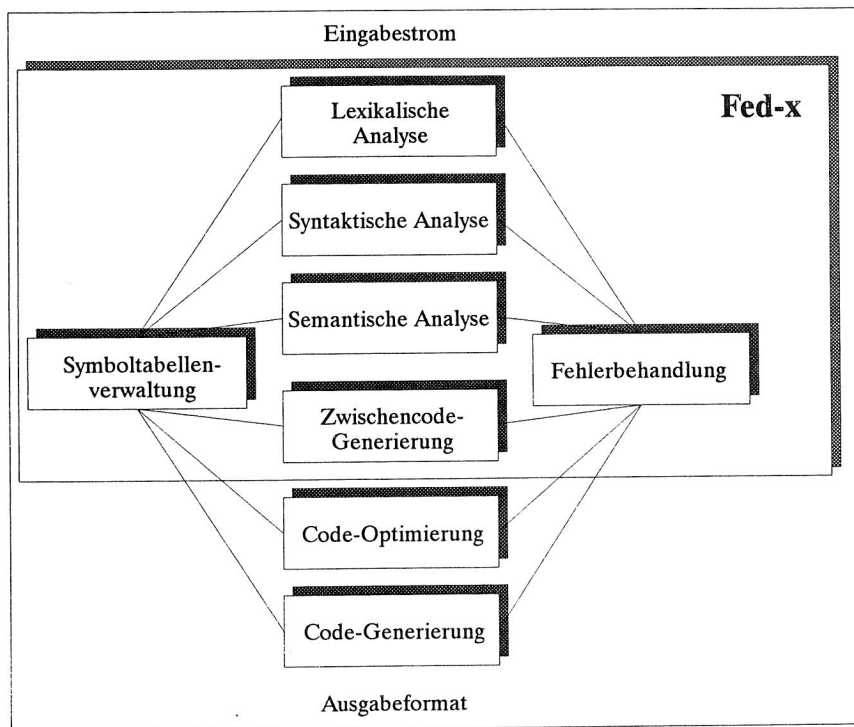 Eingabestrom
Fed-x
Lexikalische
Analyse
Syntaktische Analyse
Semantische Analyse
Symboltabellen-
verwaltung
Fehlerbehandlung
Zwischencode-
Generierung
Code-Optimierung
Code-Generierung
Ausgabeformat